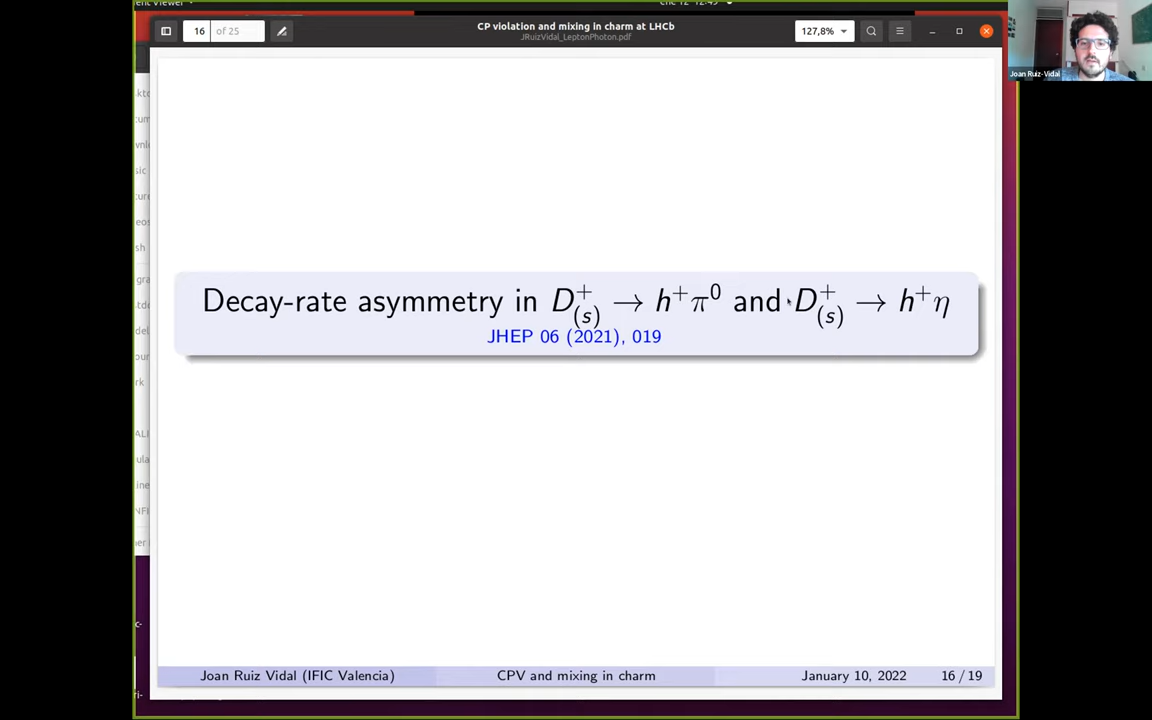 16 of 25
CP violation and mixing in charm at LHCb
JRuizVidal_LeptonPhoton.pdf
127,8%
Joan Ruiz-Vidal
Decay-rate asymmetry in D⁺₍ₛ₎ → h⁺π⁰ and D⁺₍ₛ₎ → h⁺η
JHEP 06 (2021), 019
Joan Ruiz Vidal (IFIC Valencia) CPV and mixing in charm January 10, 2022 16 / 19